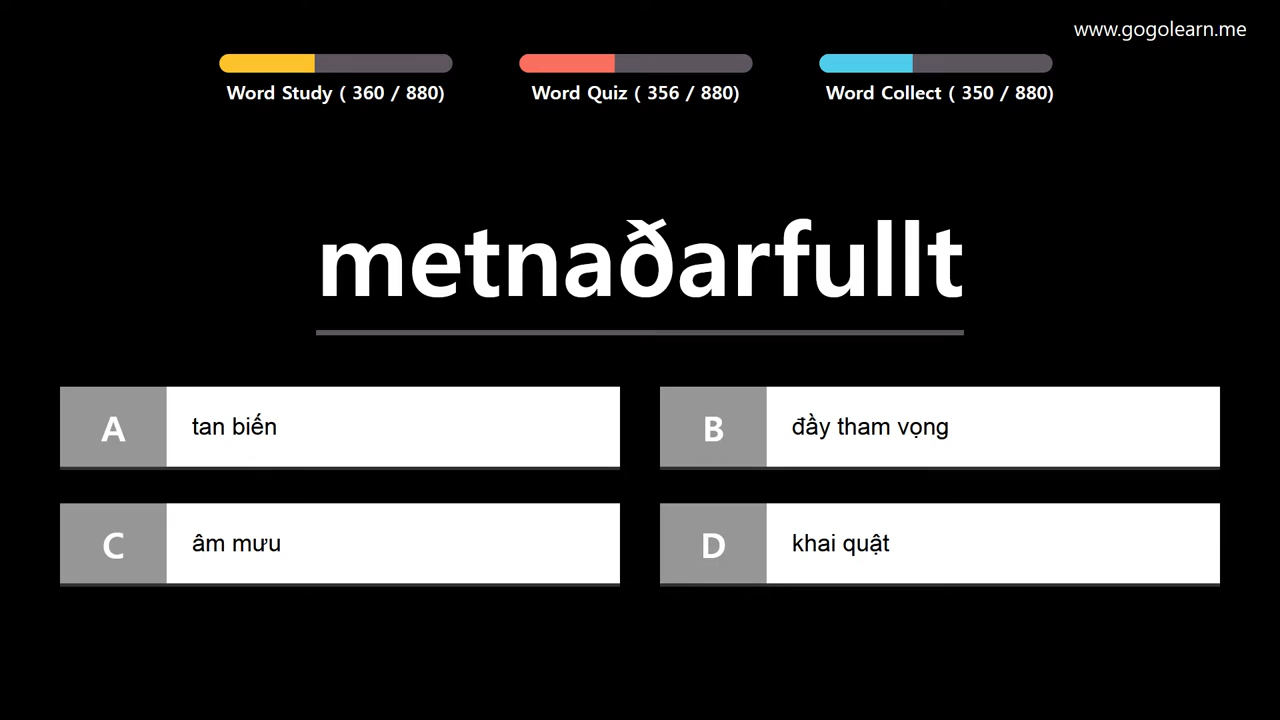 www.gogolearn.me
Word Study ( 360 / 880)
Word Quiz ( 356 / 880)
Word Collect ( 350 / 880)
metnaðarfullt
A
tan biến
B
đầy tham vọng
C
âm mưu
D
khai quật